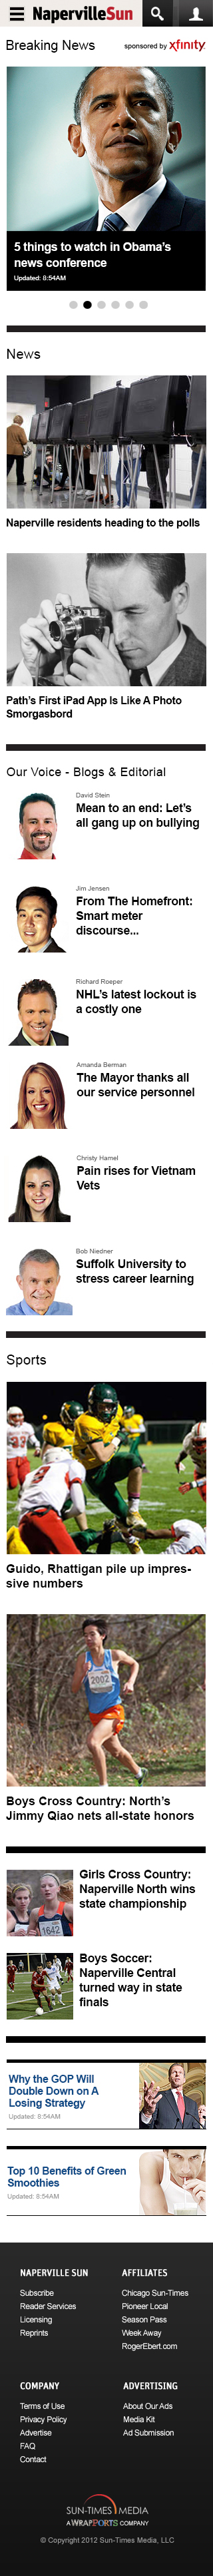 NapervilleSun
Breaking News
sponsored by xfinity
5 things to watch in Obama's
news conference
Updated: 8:54AM
News
Naperville residents heading to the polls
Path's First iPad App Is Like A Photo
Smorgasbord
Our Voice - Blogs & Editorial
David Stein
Mean to an end: Let's
all gang up on bullying
Jim Jensen
From The Homefront:
Smart meter
discourse...
Richard Roeper
NHL's latest lockout is
a costly one
Amanda Berman
The Mayor thanks all
our service personnel
Christy Hamel
Pain rises for Vietnam
Vets
Bob Niedner
Suffolk University to
stress career learning
Sports
Guido, Rhattigan pile up impres-
sive numbers
2002
Boys Cross Country: North's
Jimmy Qiao nets all-state honors
1642
Girls Cross Country:
Naperville North wins
state championship
Boys Soccer:
Naperville Central
turned way in state
finals
Why the GOP Will
Double Down on A
Losing Strategy
Updated: 8:54AM
Top 10 Benefits of Green
Smoothies
Updated: 8:54AM
NAPERVILLE SUN
Subscribe
Reader Services
Licensing
Reprints
AFFILIATES
Chicago Sun-Times
Pioneer Local
Season Pass
Week Away
RogerEbert.com
COMPANY
Terms of Use
Privacy Policy
Advertise
FAQ
Contact
ADVERTISING
About Our Ads
Media Kit
Ad Submission
SUN-TIMES MEDIA
A WRAPPORTS COMPANY
© Copyright 2012 Sun-Times Media, LLC